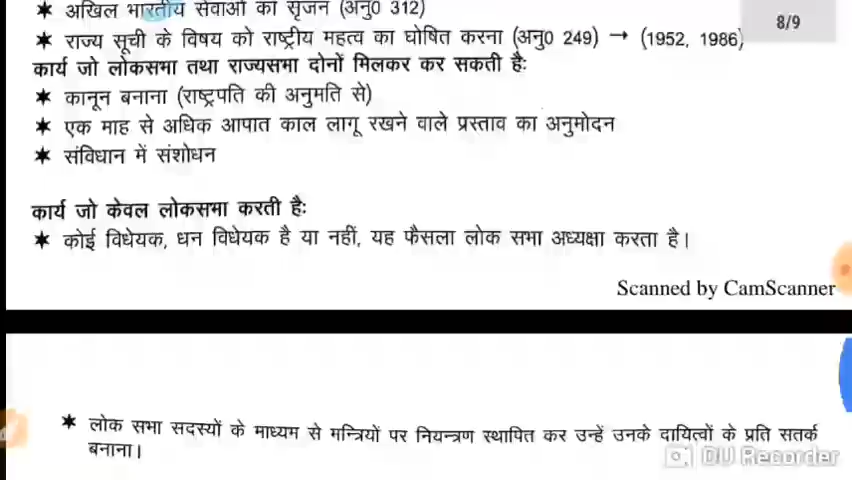 ★ अखिल भारतीय सेवाओं का सृजन (अनु0 312)
8/9
★ राज्य सूची के विषय को राष्ट्रीय महत्व का घोषित करना (अनु0 249) → (1952, 1986)
कार्य जो लोकसभा तथा राज्यसभा दोनों मिलकर कर सकती हैः
★ कानून बनाना (राष्ट्रपति की अनुमति से)
★ एक माह से अधिक आपात काल लागू रखने वाले प्रस्ताव का अनुमोदन
★ संविधान में संशोधन
कार्य जो केवल लोकसभा करती हैः
★ कोई विधेयक, धन विधेयक है या नहीं, यह फैसला लोक सभा अध्यक्षा करता है।
Scanned by CamScanner
★ लोक सभा सदस्यों के माध्यम से मन्त्रियों पर नियन्त्रण स्थापित कर उन्हें उनके दायित्वों के प्रति सतर्क
बनाना।
DU Recorder